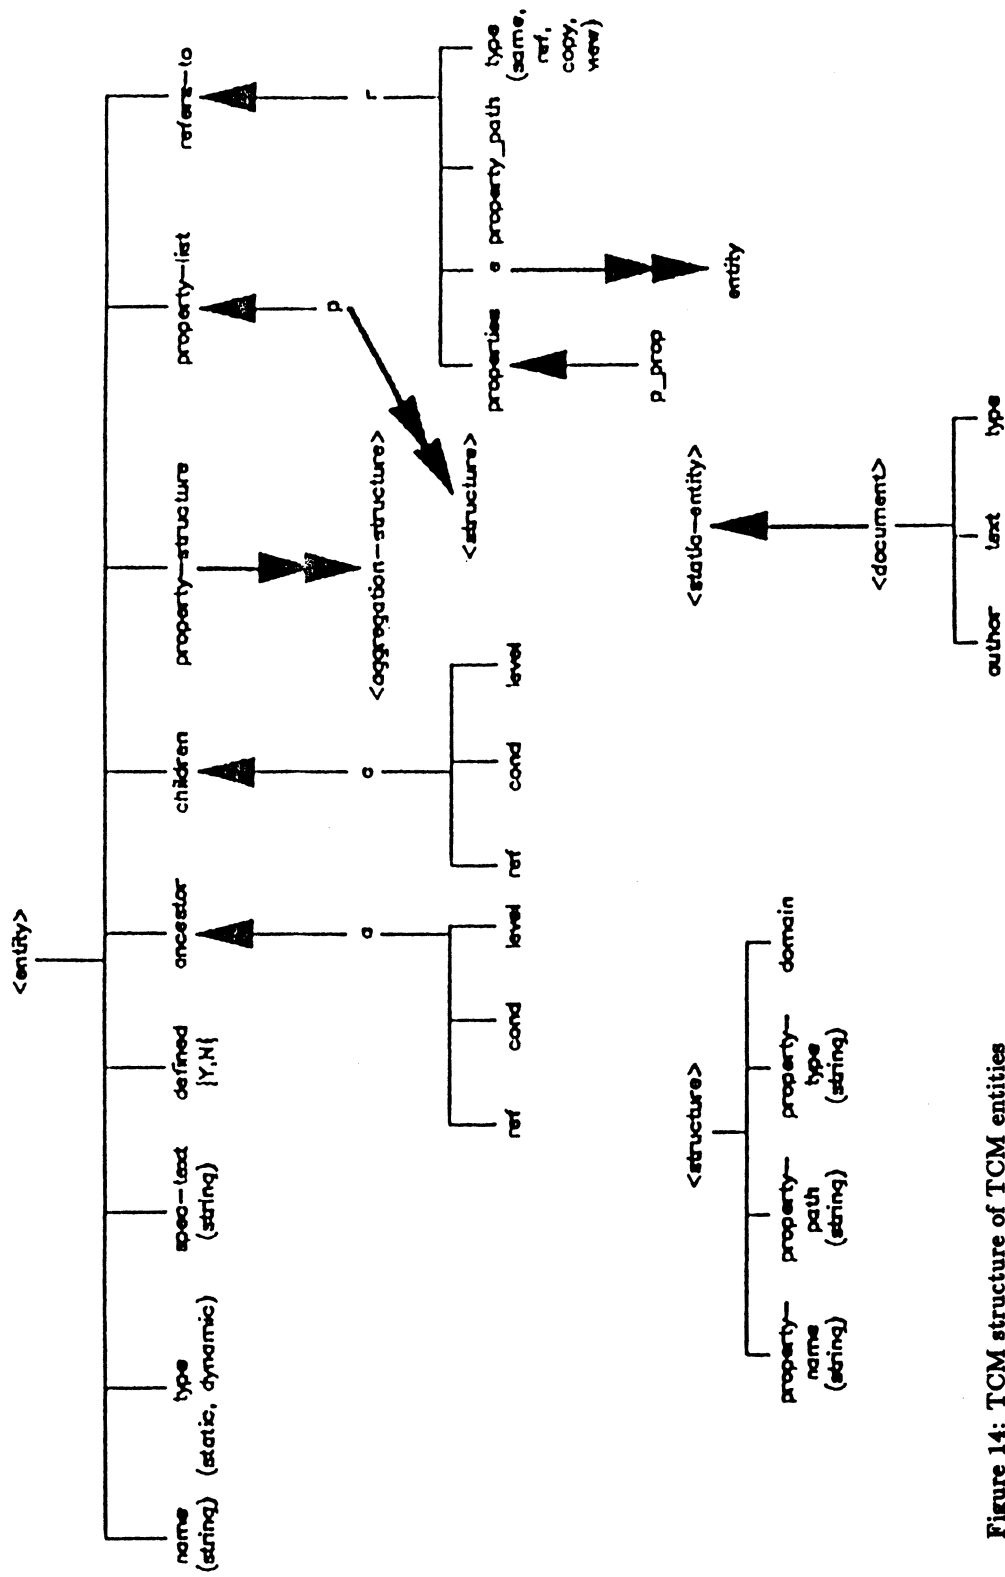 <entity>
name
(string)
type
(static, dynamic)
spec-text
(string)
defined
{Y,N}
ancestor
children
property-structure
property-list
refers-to
a
c
<aggregation-structure>
p
r
<structure>
ref
cond
level
ref
cond
level
properties
e
property_path
type
(same,
ref,
copy,
view)
p_prop
entity
<structure>
property-
name
(string)
property-
path
(string)
property-
type
(string)
domain
<static-entity>
<document>
author
text
type
Figure 14: TCM structure of TCM entities